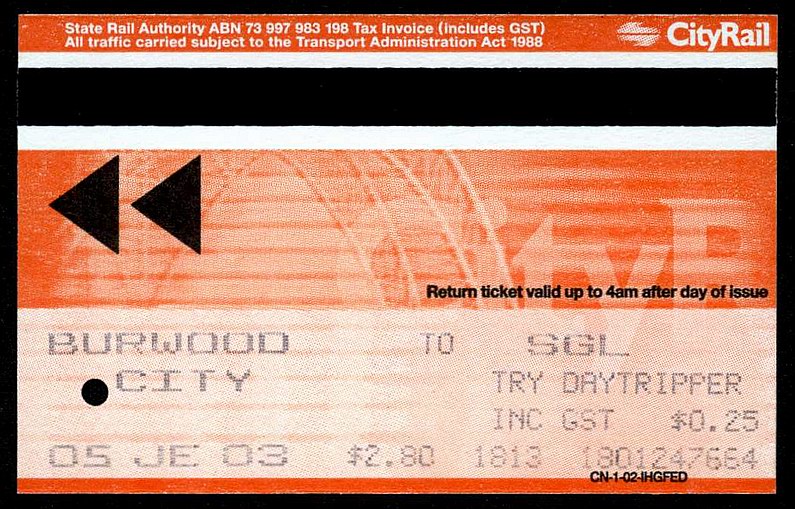 State Rail Authority ABN 73 997 983 198 Tax Invoice (includes GST)
All traffic carried subject to the Transport Administration Act 1988
CityRail
CityR
Return ticket valid up to 4am after day of issue
BURWOOD TO SGL
CITY TRY DAYTRIPPER
INC GST $0.25
05 JE 03 $2.80 1813 1801247664
CN-1-02-IHGFED